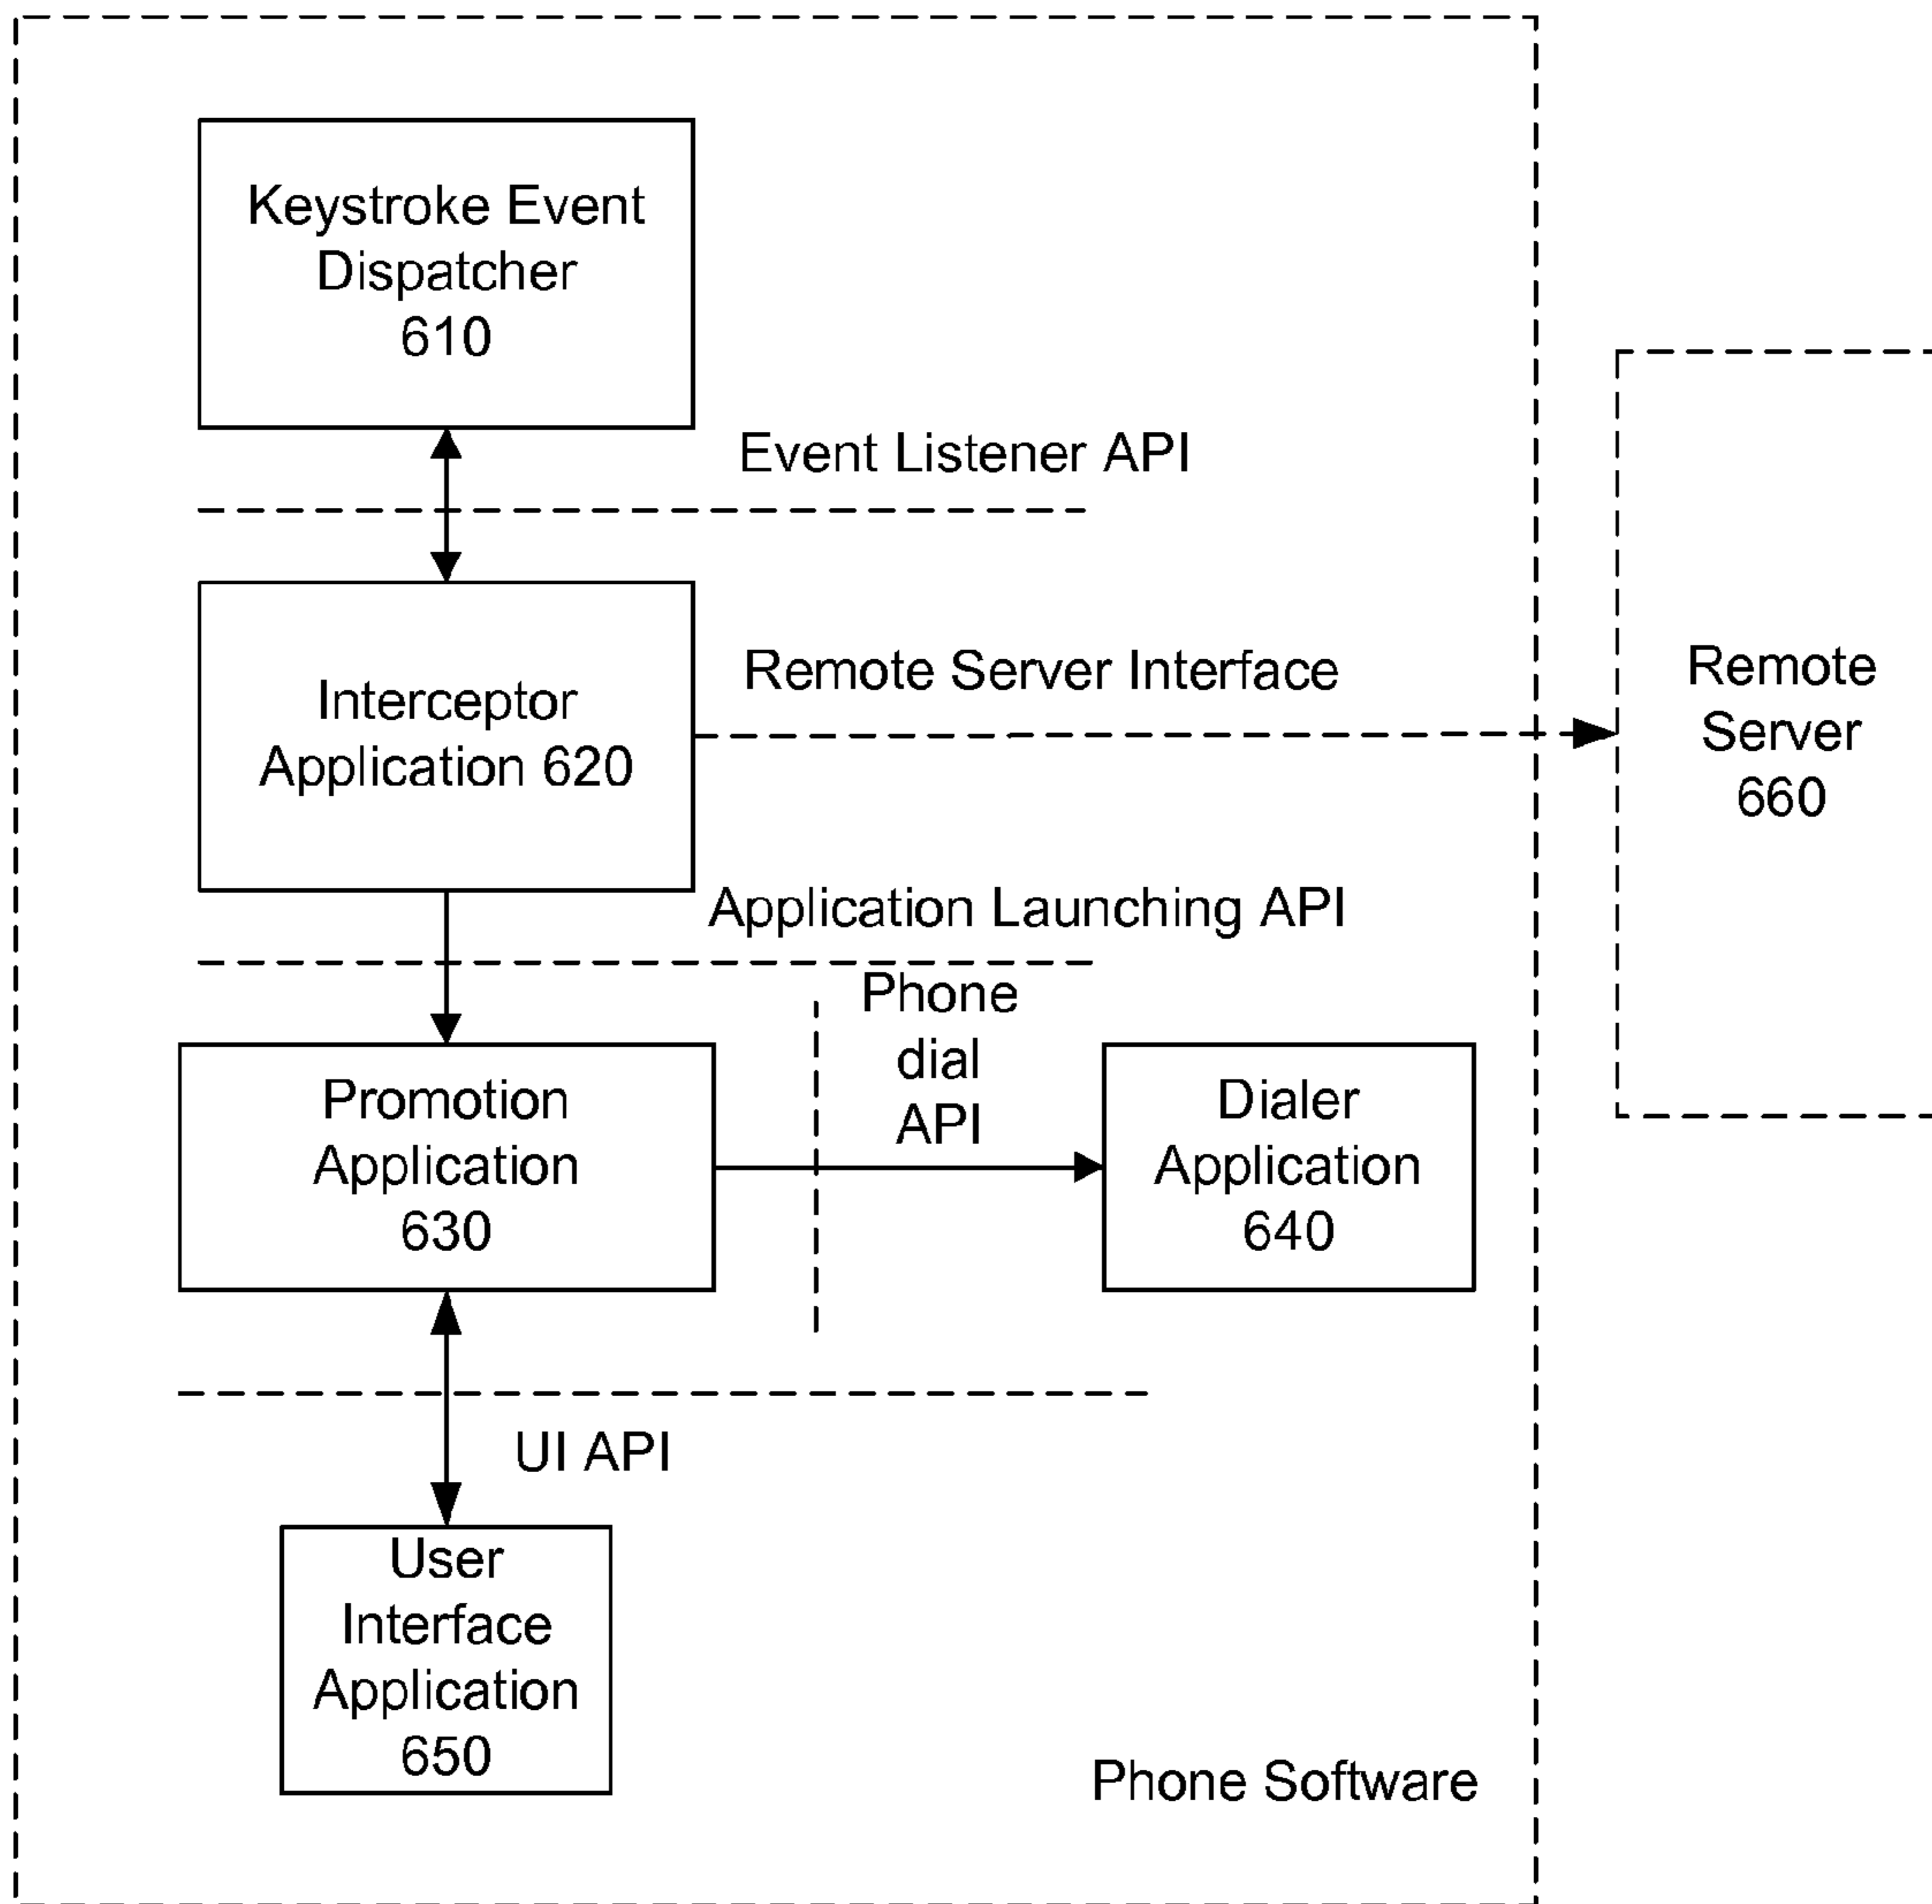 Keystroke Event
Dispatcher
610
Event Listener API
Interceptor
Application 620
Remote Server Interface
Remote
Server
660
Application Launching API
Phone
dial
API
Promotion
Application
630
Dialer
Application
640
UI API
User
Interface
Application
650
Phone Software